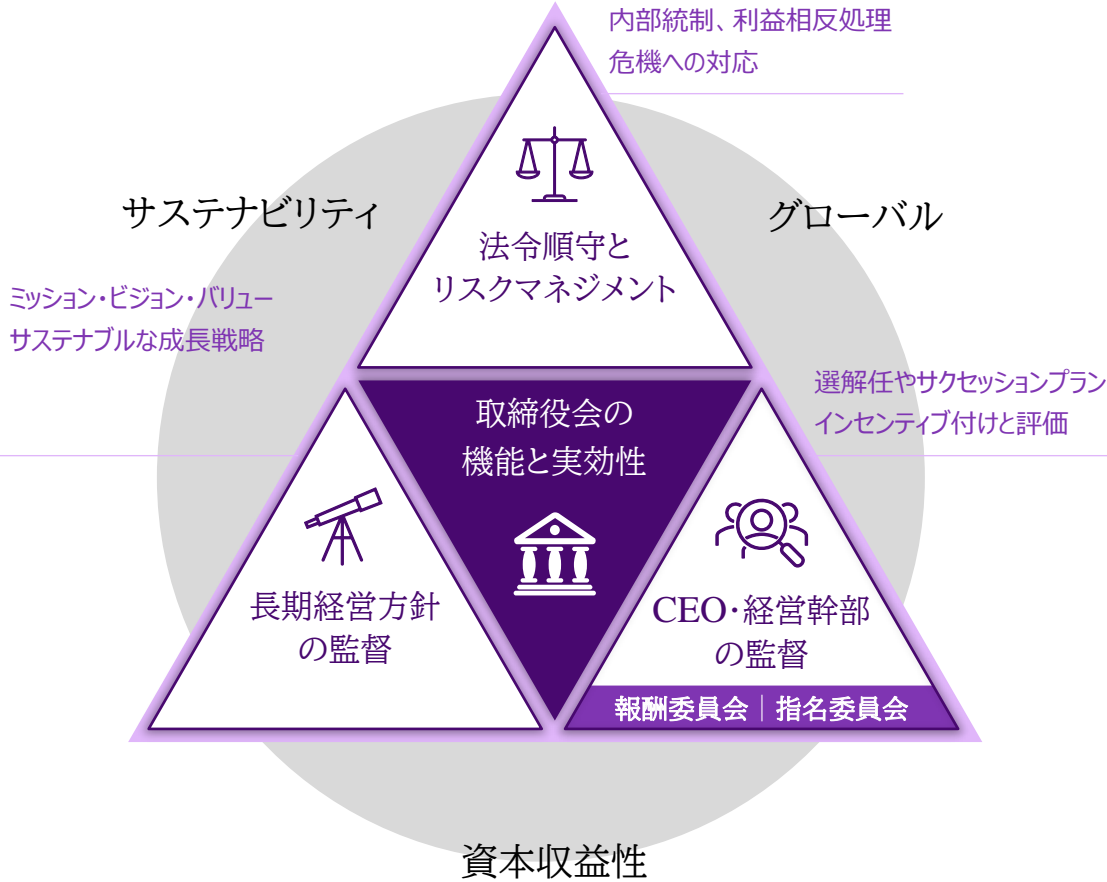 内部統制、利益相反処理
危機への対応
サステナビリティ
グローバル
法令順守と
リスクマネジメント
ミッション・ビジョン・バリュー
サステナブルな成長戦略
選解任やサクセッションプラン
インセンティブ付けと評価
取締役会の
機能と実効性
長期経営方針
の監督
CEO・経営幹部
の監督
報酬委員会｜指名委員会
資本収益性